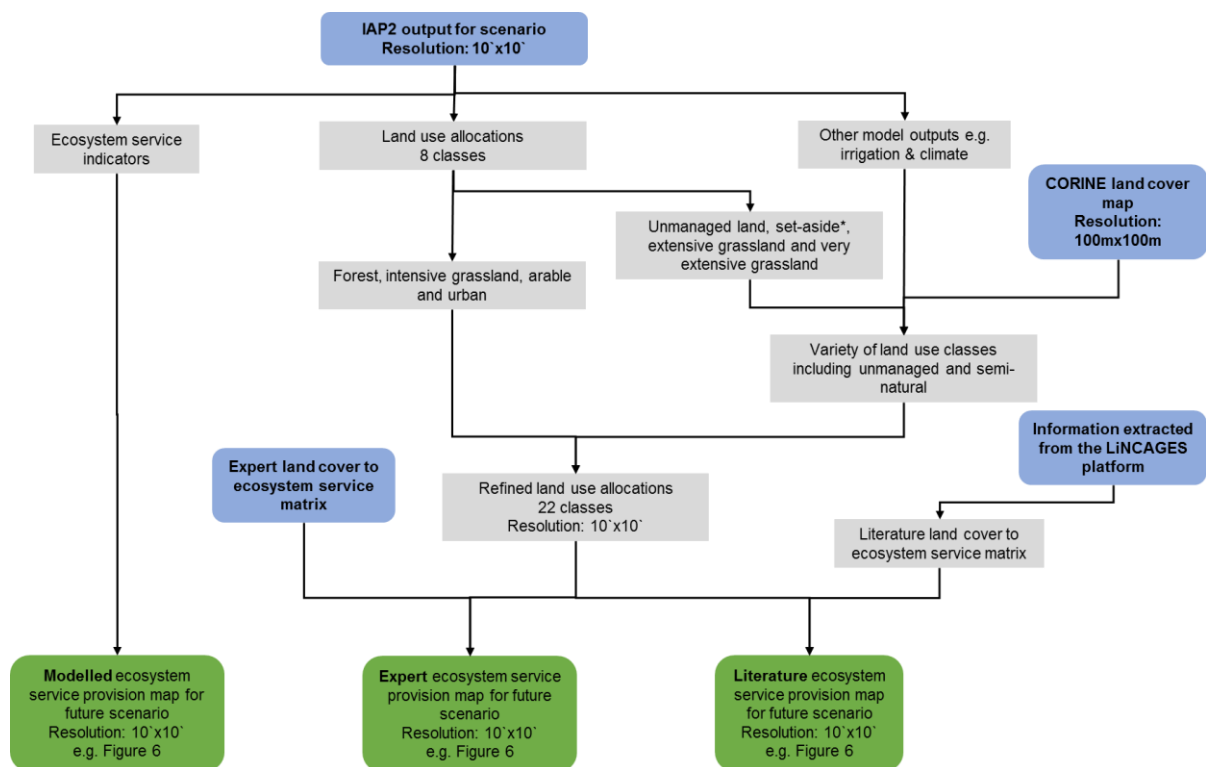 IAP2 output for scenario
Resolution: 10`x10`
Ecosystem service
indicators
Land use allocations
8 classes
Other model outputs e.g.
irrigation & climate
CORINE land cover
map
Resolution:
100mx100m
Unmanaged land, set-aside*,
extensive grassland and very
extensive grassland
Forest, intensive grassland, arable
and urban
Variety of land use classes
including unmanaged and semi-
natural
Information extracted
from the LiNCAGES
platform
Expert land cover to
ecosystem service
matrix
Refined land use allocations
22 classes
Resolution: 10`x10`
Literature land cover to
ecosystem service matrix
Modelled ecosystem
service provision map for
future scenario
Resolution: 10`x10`
e.g. Figure 6
Expert ecosystem service
provision map for future
scenario
Resolution: 10`x10`
e.g. Figure 6
Literature ecosystem
service provision map
for future scenario
Resolution: 10`x10`
e.g. Figure 6